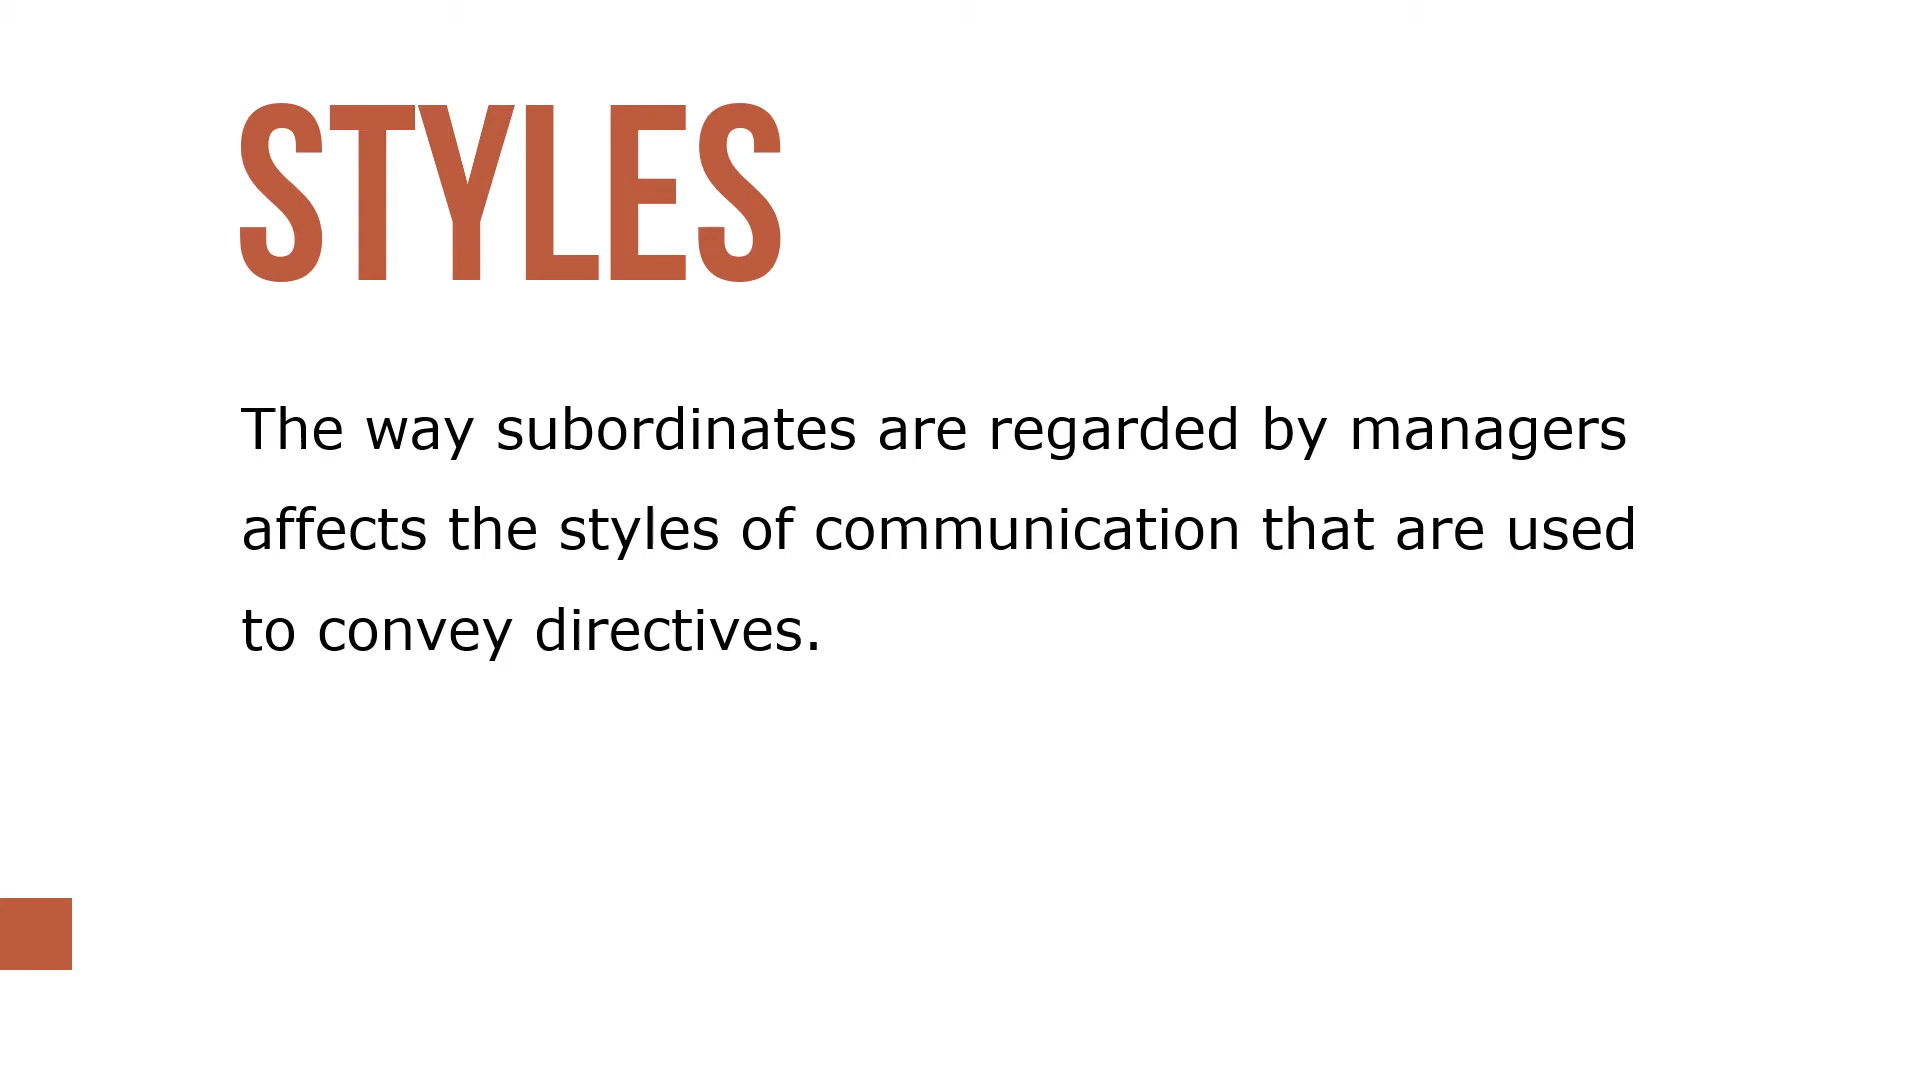 STYLES
The way subordinates are regarded by managers
affects the styles of communication that are used
to convey directives.